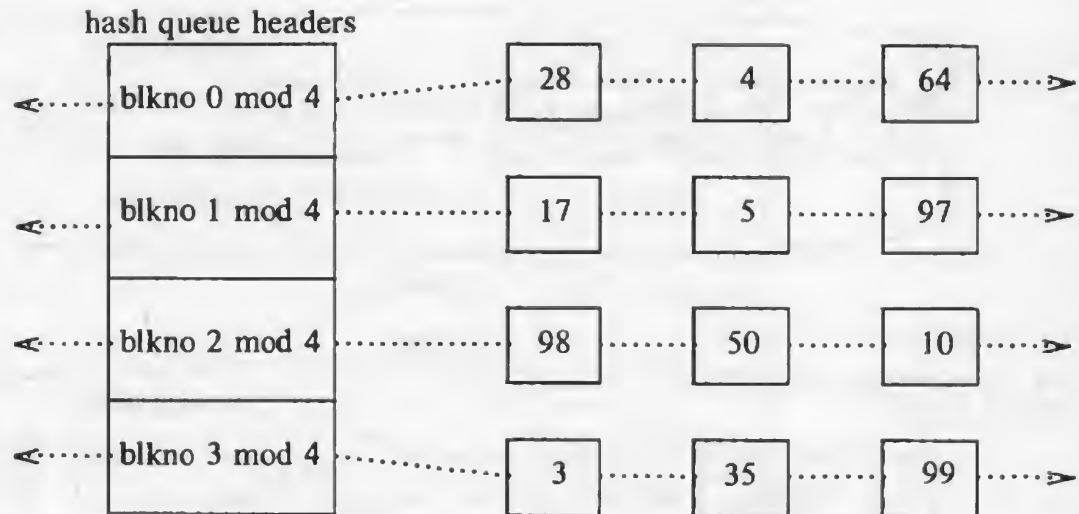 hash queue headers
blkno 0 mod 4 28 4 64
blkno 1 mod 4 17 5 97
blkno 2 mod 4 98 50 10
blkno 3 mod 4 3 35 99